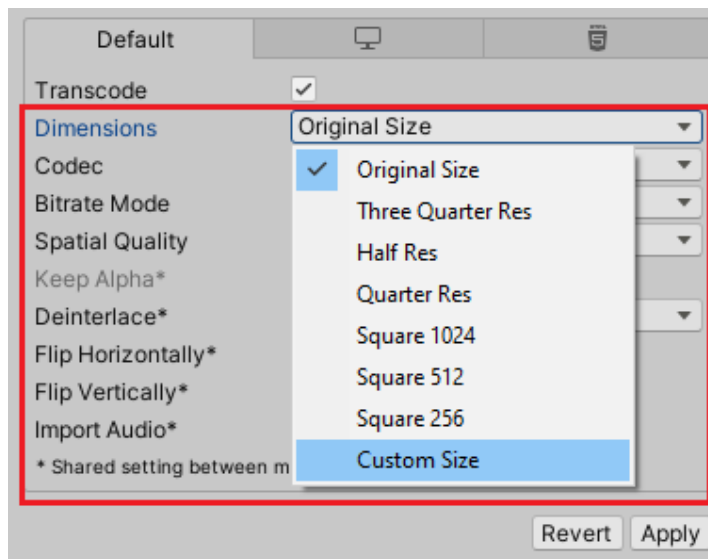 Default
Transcode
Dimensions Original Size
Codec
Bitrate Mode
Spatial Quality
Keep Alpha*
Deinterlace*
Flip Horizontally*
Flip Vertically*
Import Audio*
* Shared setting between m
Original Size
Three Quarter Res
Half Res
Quarter Res
Square 1024
Square 512
Square 256
Custom Size
Revert Apply